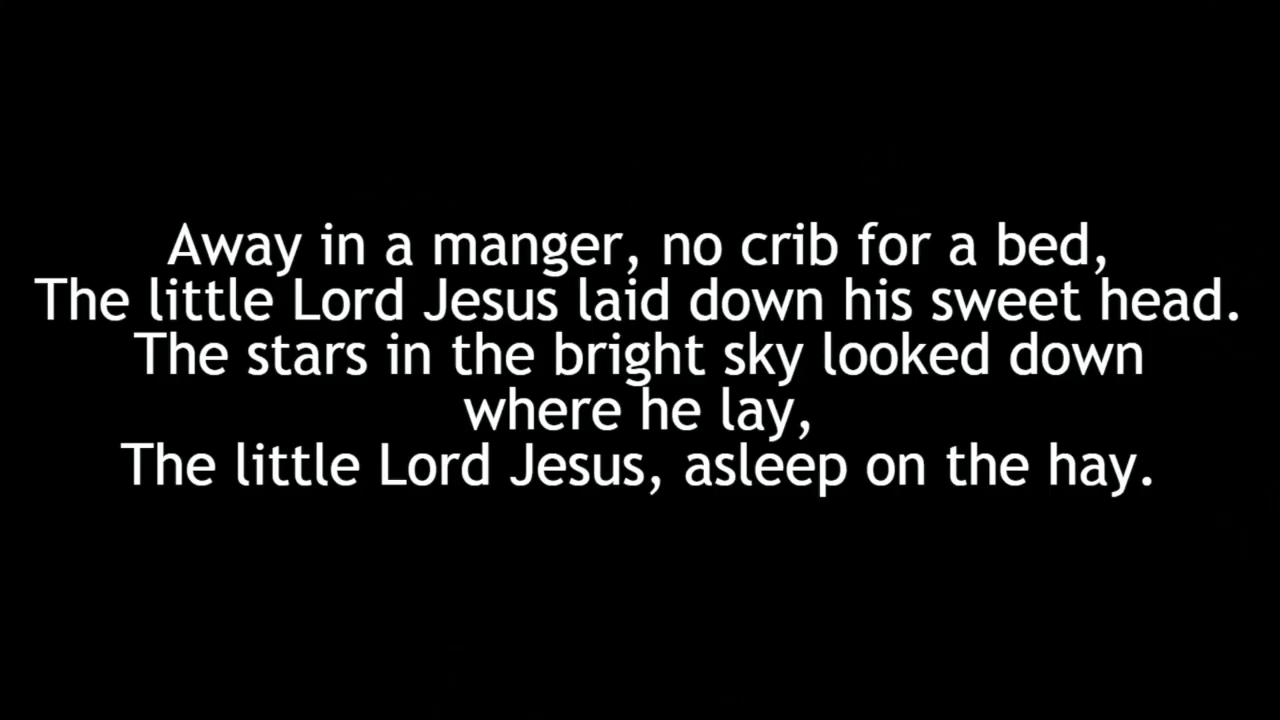 Away in a manger, no crib for a bed,
The little Lord Jesus laid down his sweet head.
The stars in the bright sky looked down
where he lay,
The little Lord Jesus, asleep on the hay.